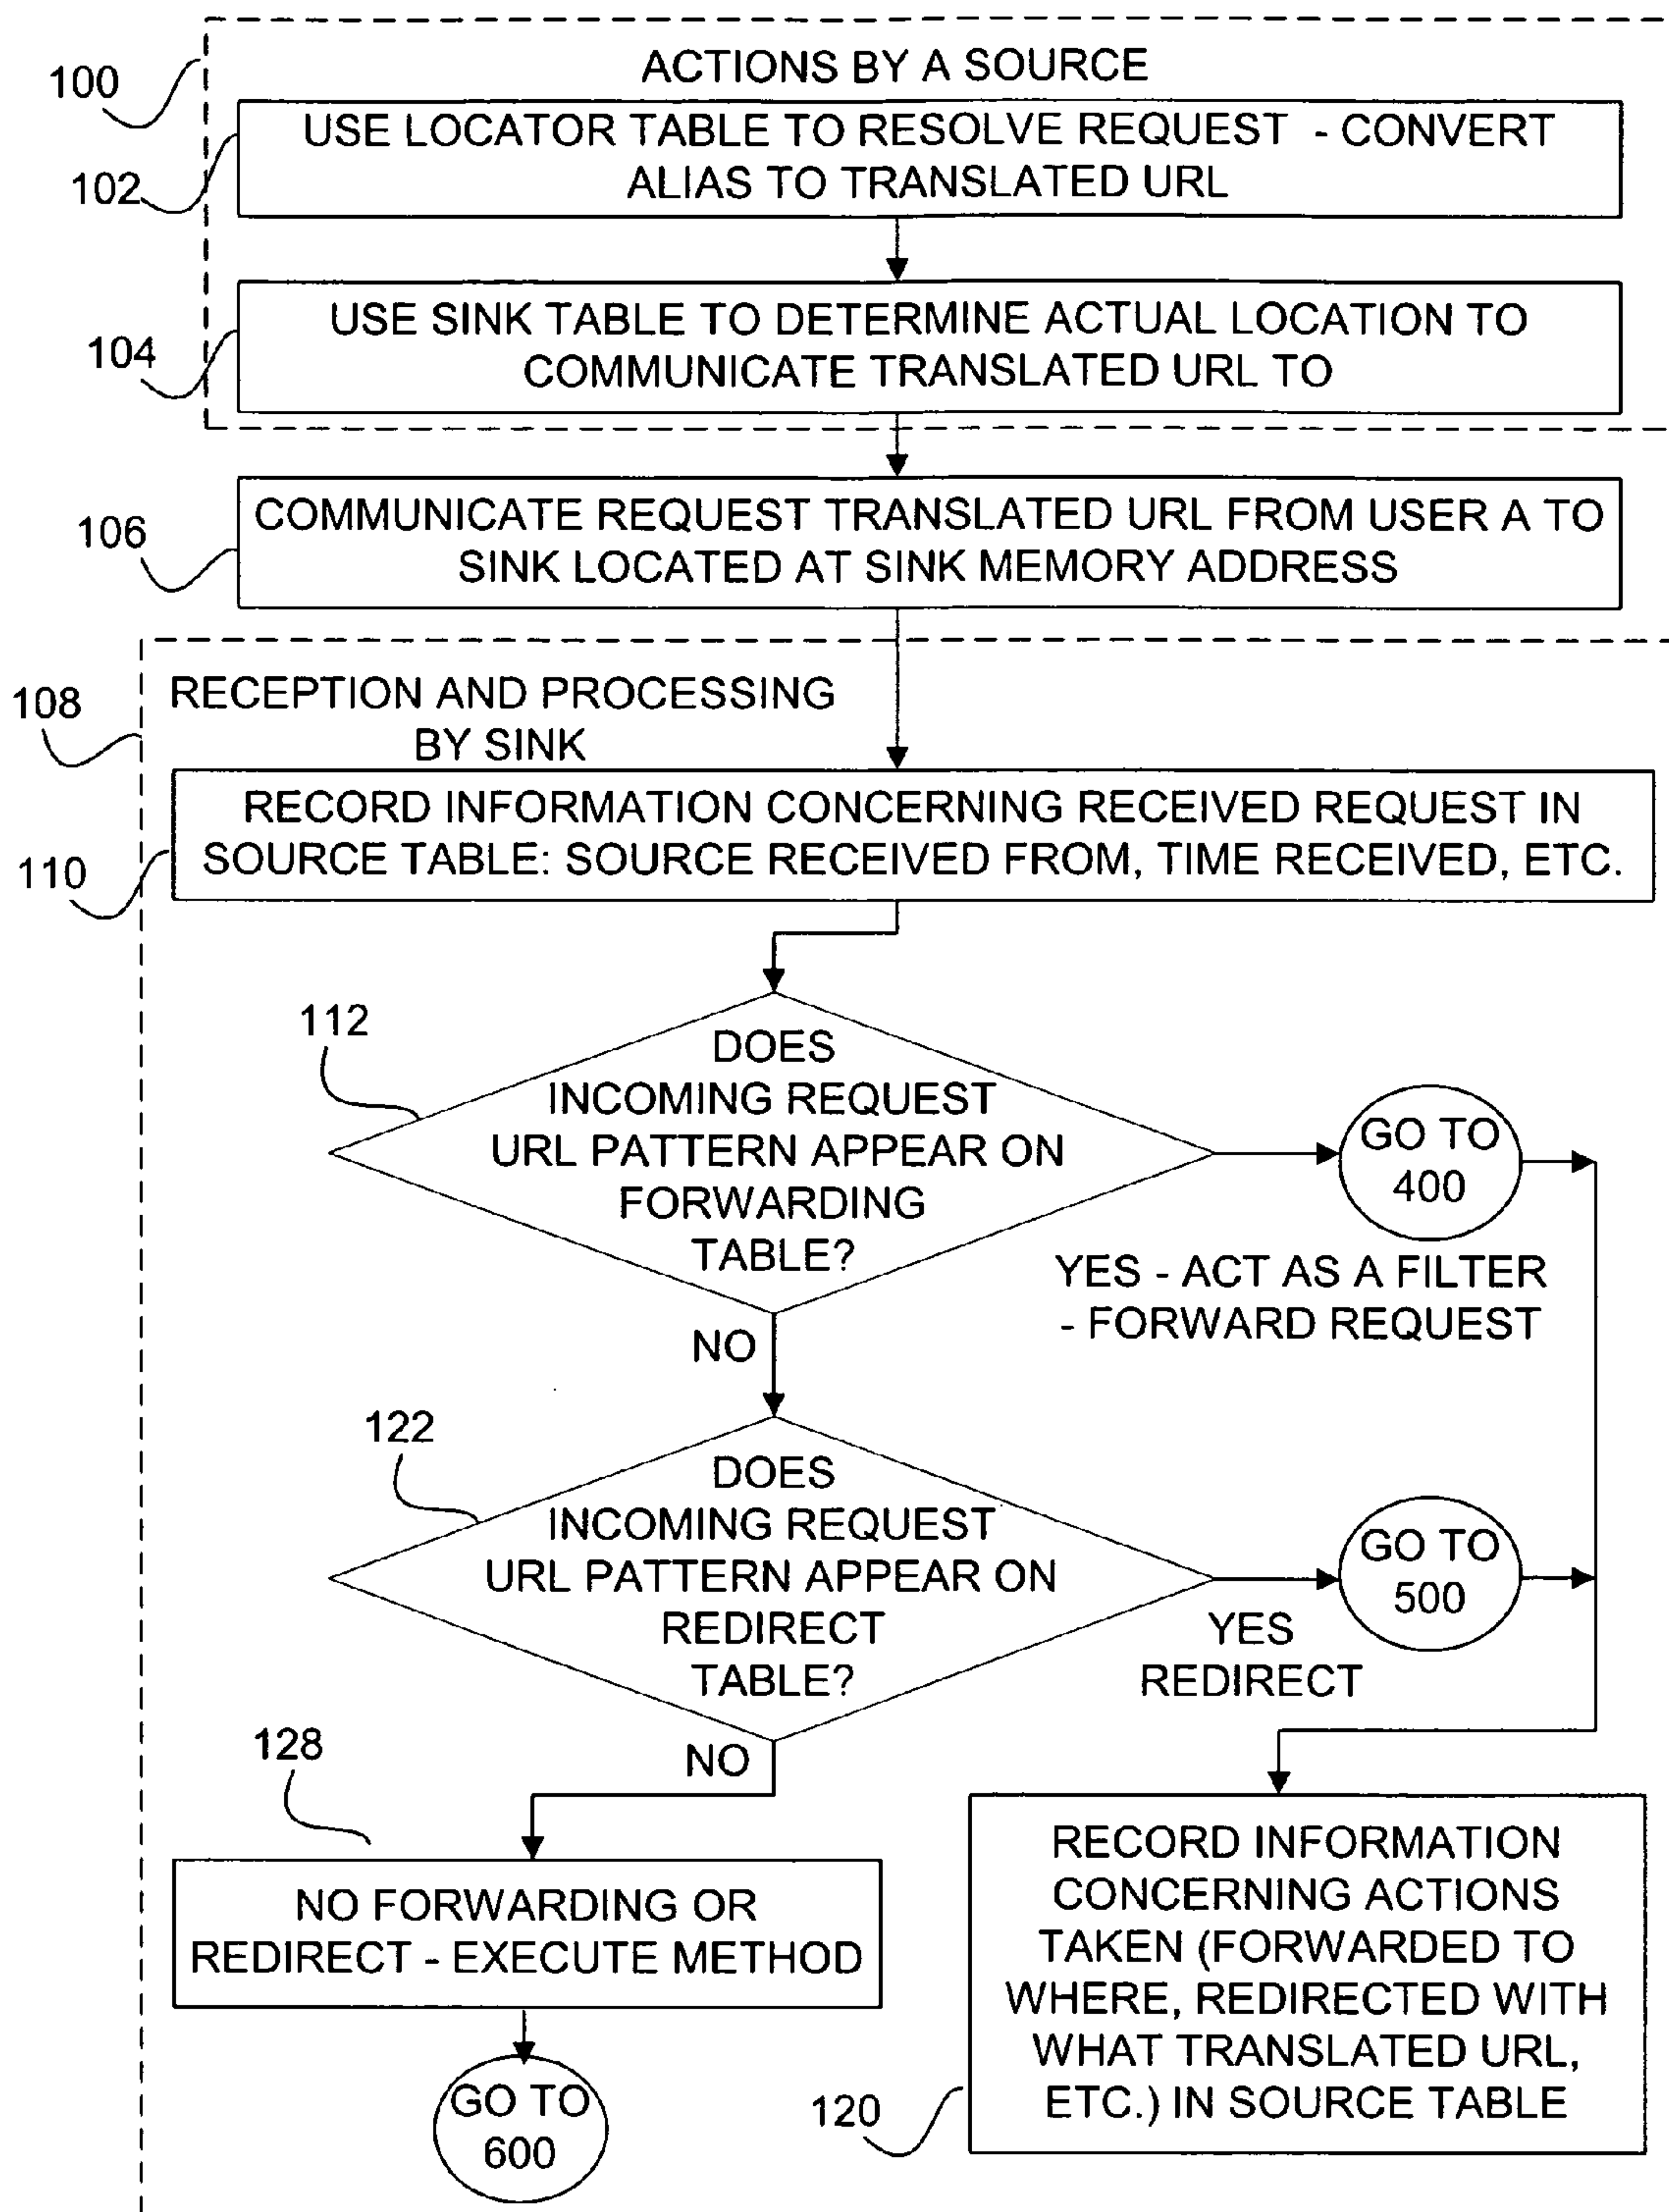 ACTIONS BY A SOURCE
100
USE LOCATOR TABLE TO RESOLVE REQUEST - CONVERT
ALIAS TO TRANSLATED URL
102
USE SINK TABLE TO DETERMINE ACTUAL LOCATION TO
COMMUNICATE TRANSLATED URL TO
104
COMMUNICATE REQUEST TRANSLATED URL FROM USER A TO
SINK LOCATED AT SINK MEMORY ADDRESS
106
108
RECEPTION AND PROCESSING
BY SINK
RECORD INFORMATION CONCERNING RECEIVED REQUEST IN
SOURCE TABLE: SOURCE RECEIVED FROM, TIME RECEIVED, ETC.
110
112
DOES
INCOMING REQUEST
URL PATTERN APPEAR ON
FORWARDING
TABLE?
GO TO
400
YES - ACT AS A FILTER
- FORWARD REQUEST
NO
122
DOES
INCOMING REQUEST
URL PATTERN APPEAR ON
REDIRECT
TABLE?
GO TO
500
YES
REDIRECT
NO
128
NO FORWARDING OR
REDIRECT - EXECUTE METHOD
GO TO
600
RECORD INFORMATION
CONCERNING ACTIONS
TAKEN (FORWARDED TO
WHERE, REDIRECTED WITH
WHAT TRANSLATED URL,
ETC.) IN SOURCE TABLE
120